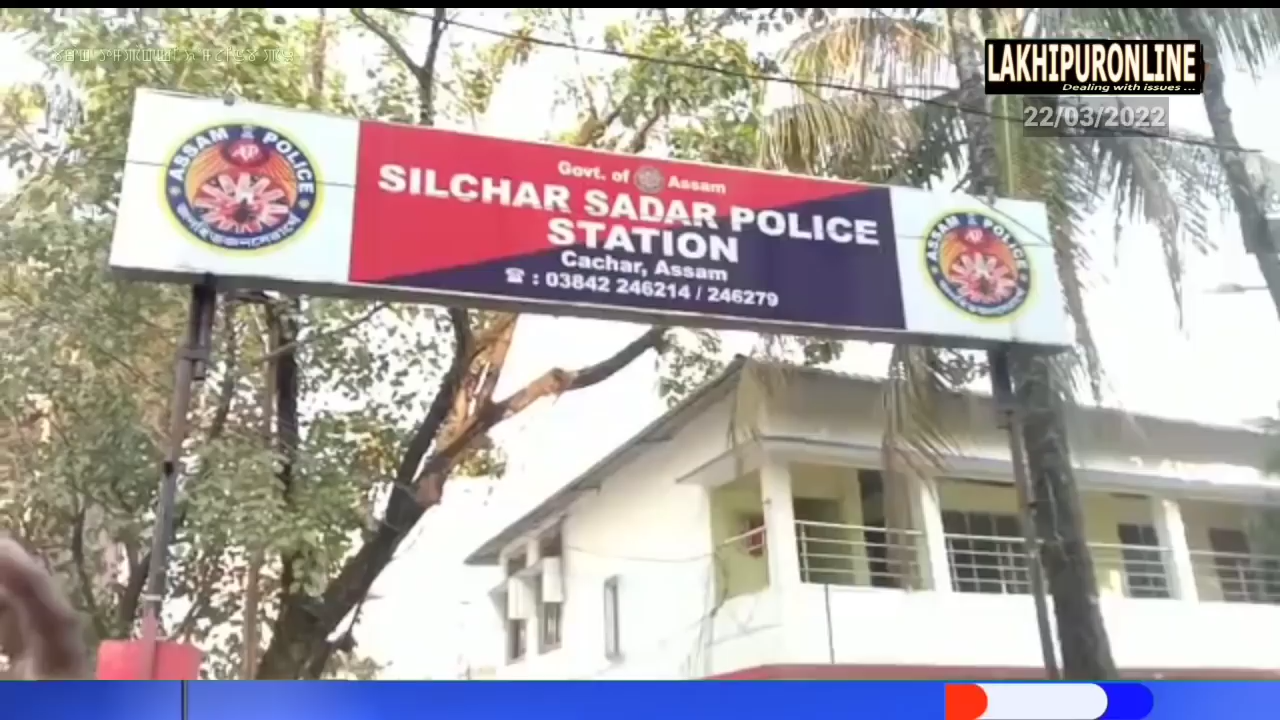 LAKHIPURONLINE
Dealing with issues ...
22/03/2022
Govt. of Assam
SILCHAR SADAR POLICE
STATION
Cachar, Assam
☎ : 03842 246214 / 246279
ASSAM POLICE
ASSAM POLICE